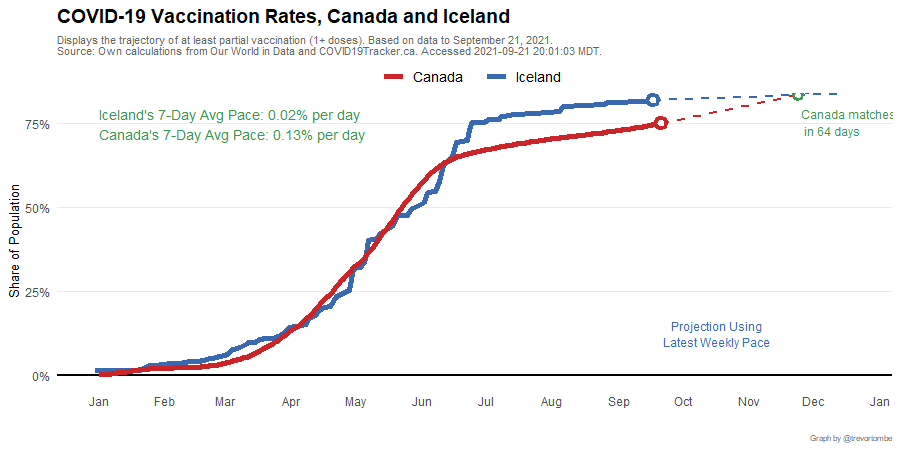 COVID-19 Vaccination Rates, Canada and Iceland
Displays the trajectory of at least partial vaccination (1+ doses). Based on data to September 21, 2021.
Source: Own calculations from Our World in Data and COVID19Tracker.ca. Accessed 2021-09-21 20:01:03 MDT.
Canada Iceland
Iceland's 7-Day Avg Pace: 0.02% per day
Canada's 7-Day Avg Pace: 0.13% per day
Canada matches
in 64 days
75%
50%
25%
0%
Share of Population
Projection Using
Latest Weekly Pace
Jan Feb Mar Apr May Jun Jul Aug Sep Oct Nov Dec Jan
Graph by @trevortombe